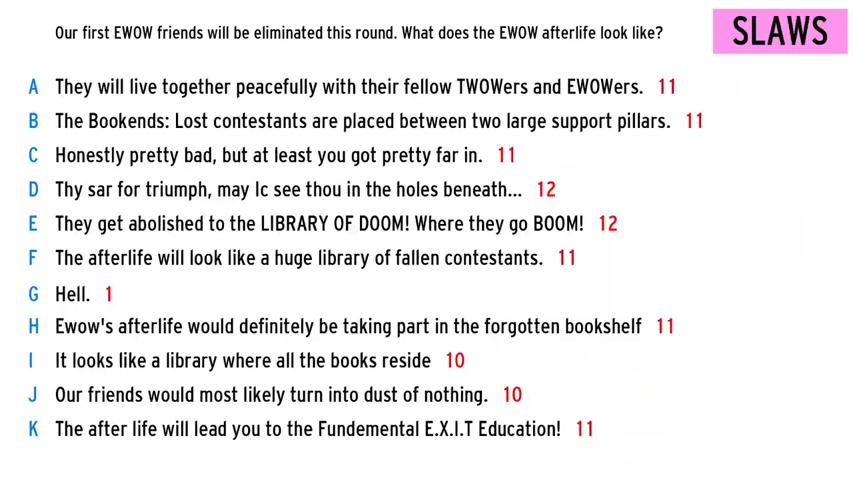 Our first EWOW friends will be eliminated this round. What does the EWOW afterlife look like?
SLAWS
A They will live together peacefully with their fellow TWOWers and EWOWers. 11
B The Bookends: Lost contestants are placed between two large support pillars. 11
C Honestly pretty bad, but at least you got pretty far in. 11
D Thy sar for triumph, may Ic see thou in the holes beneath... 12
E They get abolished to the LIBRARY OF DOOM! Where they go BOOM! 12
F The afterlife will look like a huge library of fallen contestants. 11
G Hell. 1
H Ewow's afterlife would definitely be taking part in the forgotten bookshelf 11
I It looks like a library where all the books reside 10
J Our friends would most likely turn into dust of nothing. 10
K The after life will lead you to the Fundemental E.X.I.T Education! 11